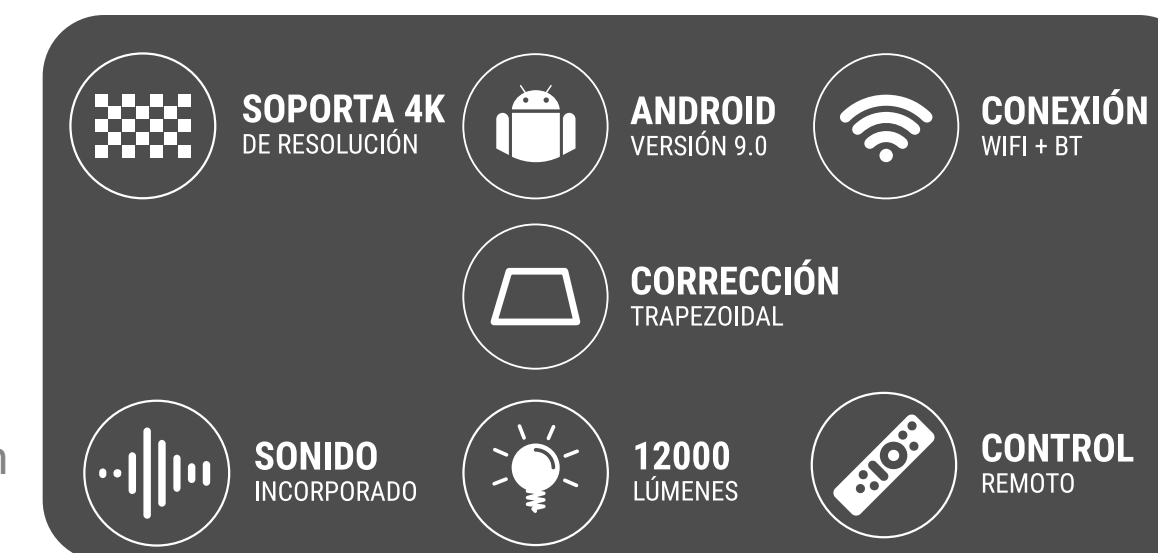 SOPORTA 4K
DE RESOLUCIÓN
ANDROID
VERSIÓN 9.0
CONEXIÓN
WIFI + BT
CORRECCIÓN
TRAPEZOIDAL
SONIDO
INCORPORADO
12000
LÚMENES
CONTROL
REMOTO